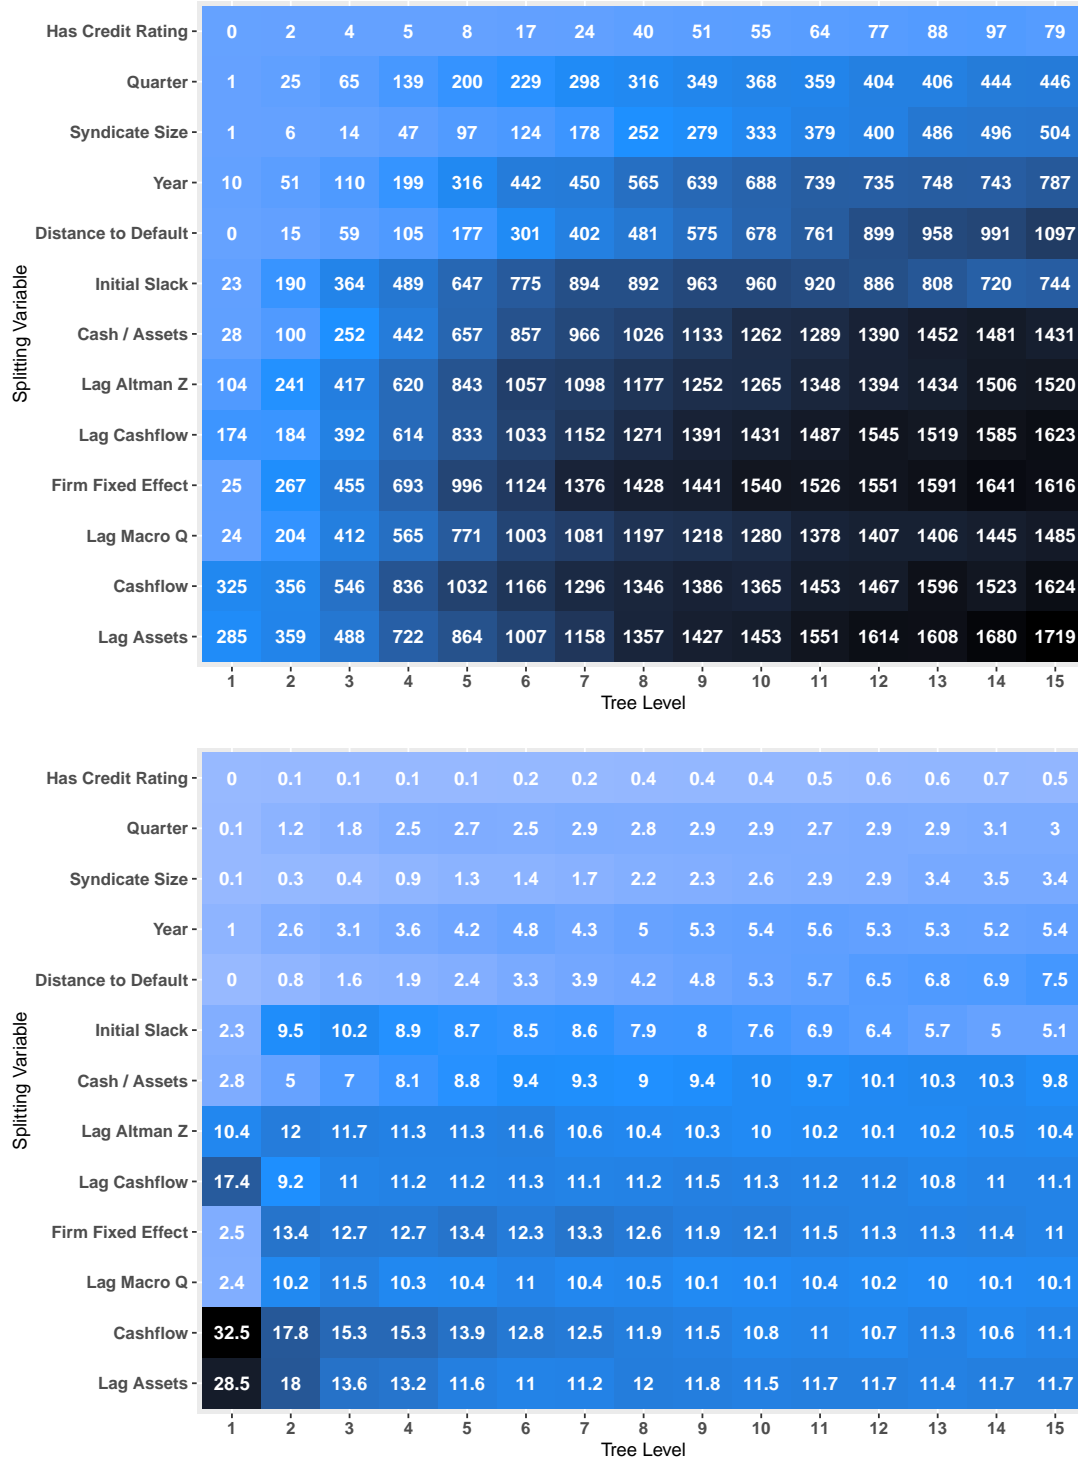 Has Credit Rating 0 2 4 5 8 17 24 40 51 55 64 77 88 97 79
Quarter 1 25 65 139 200 229 298 316 349 368 359 404 406 444 446
Syndicate Size 1 6 14 47 97 124 178 252 279 333 379 400 486 496 504
Year 10 51 110 199 316 442 450 565 639 688 739 735 748 743 787
Distance to Default 0 15 59 105 177 301 402 481 575 678 761 899 958 991 1097
Initial Slack 23 190 364 489 647 775 894 892 963 960 920 886 808 720 744
Cash / Assets 28 100 252 442 657 857 966 1026 1133 1262 1289 1390 1452 1481 1431
Lag Altman Z 104 241 417 620 843 1057 1098 1177 1252 1265 1348 1394 1434 1506 1520
Lag Cashflow 174 184 392 614 833 1033 1152 1271 1391 1431 1487 1545 1519 1585 1623
Firm Fixed Effect 25 267 455 693 996 1124 1376 1428 1441 1540 1526 1551 1591 1641 1616
Lag Macro Q 24 204 412 565 771 1003 1081 1197 1218 1280 1378 1407 1406 1445 1485
Cashflow 325 356 546 836 1032 1166 1296 1346 1386 1365 1453 1467 1596 1523 1624
Lag Assets 285 359 488 722 864 1007 1158 1357 1427 1453 1551 1614 1608 1680 1719
Splitting Variable
1 2 3 4 5 6 7 8 9 10 11 12 13 14 15
Tree Level
Has Credit Rating 0 0.1 0.1 0.1 0.1 0.2 0.2 0.4 0.4 0.4 0.5 0.6 0.6 0.7 0.5
Quarter 0.1 1.2 1.8 2.5 2.7 2.5 2.9 2.8 2.9 2.9 2.7 2.9 2.9 3.1 3
Syndicate Size 0.1 0.3 0.4 0.9 1.3 1.4 1.7 2.2 2.3 2.6 2.9 2.9 3.4 3.5 3.4
Year 1 2.6 3.1 3.6 4.2 4.8 4.3 5 5.3 5.4 5.6 5.3 5.3 5.2 5.4
Distance to Default 0 0.8 1.6 1.9 2.4 3.3 3.9 4.2 4.8 5.3 5.7 6.5 6.8 6.9 7.5
Initial Slack 2.3 9.5 10.2 8.9 8.7 8.5 8.6 7.9 8 7.6 6.9 6.4 5.7 5 5.1
Cash / Assets 2.8 5 7 8.1 8.8 9.4 9.3 9 9.4 10 9.7 10.1 10.3 10.3 9.8
Lag Altman Z 10.4 12 11.7 11.3 11.3 11.6 10.6 10.4 10.3 10 10.2 10.1 10.2 10.5 10.4
Lag Cashflow 17.4 9.2 11 11.2 11.2 11.3 11.1 11.2 11.5 11.3 11.2 11.2 10.8 11 11.1
Firm Fixed Effect 2.5 13.4 12.7 12.7 13.4 12.3 13.3 12.6 11.9 12.1 11.5 11.3 11.3 11.4 11
Lag Macro Q 2.4 10.2 11.5 10.3 10.4 11 10.4 10.5 10.1 10.1 10.4 10.2 10 10.1 10.1
Cashflow 32.5 17.8 15.3 15.3 13.9 12.8 12.5 11.9 11.5 10.8 11 10.7 11.3 10.6 11.1
Lag Assets 28.5 18 13.6 13.2 11.6 11 11.2 12 11.8 11.5 11.7 11.7 11.4 11.7 11.7
Splitting Variable
1 2 3 4 5 6 7 8 9 10 11 12 13 14 15
Tree Level